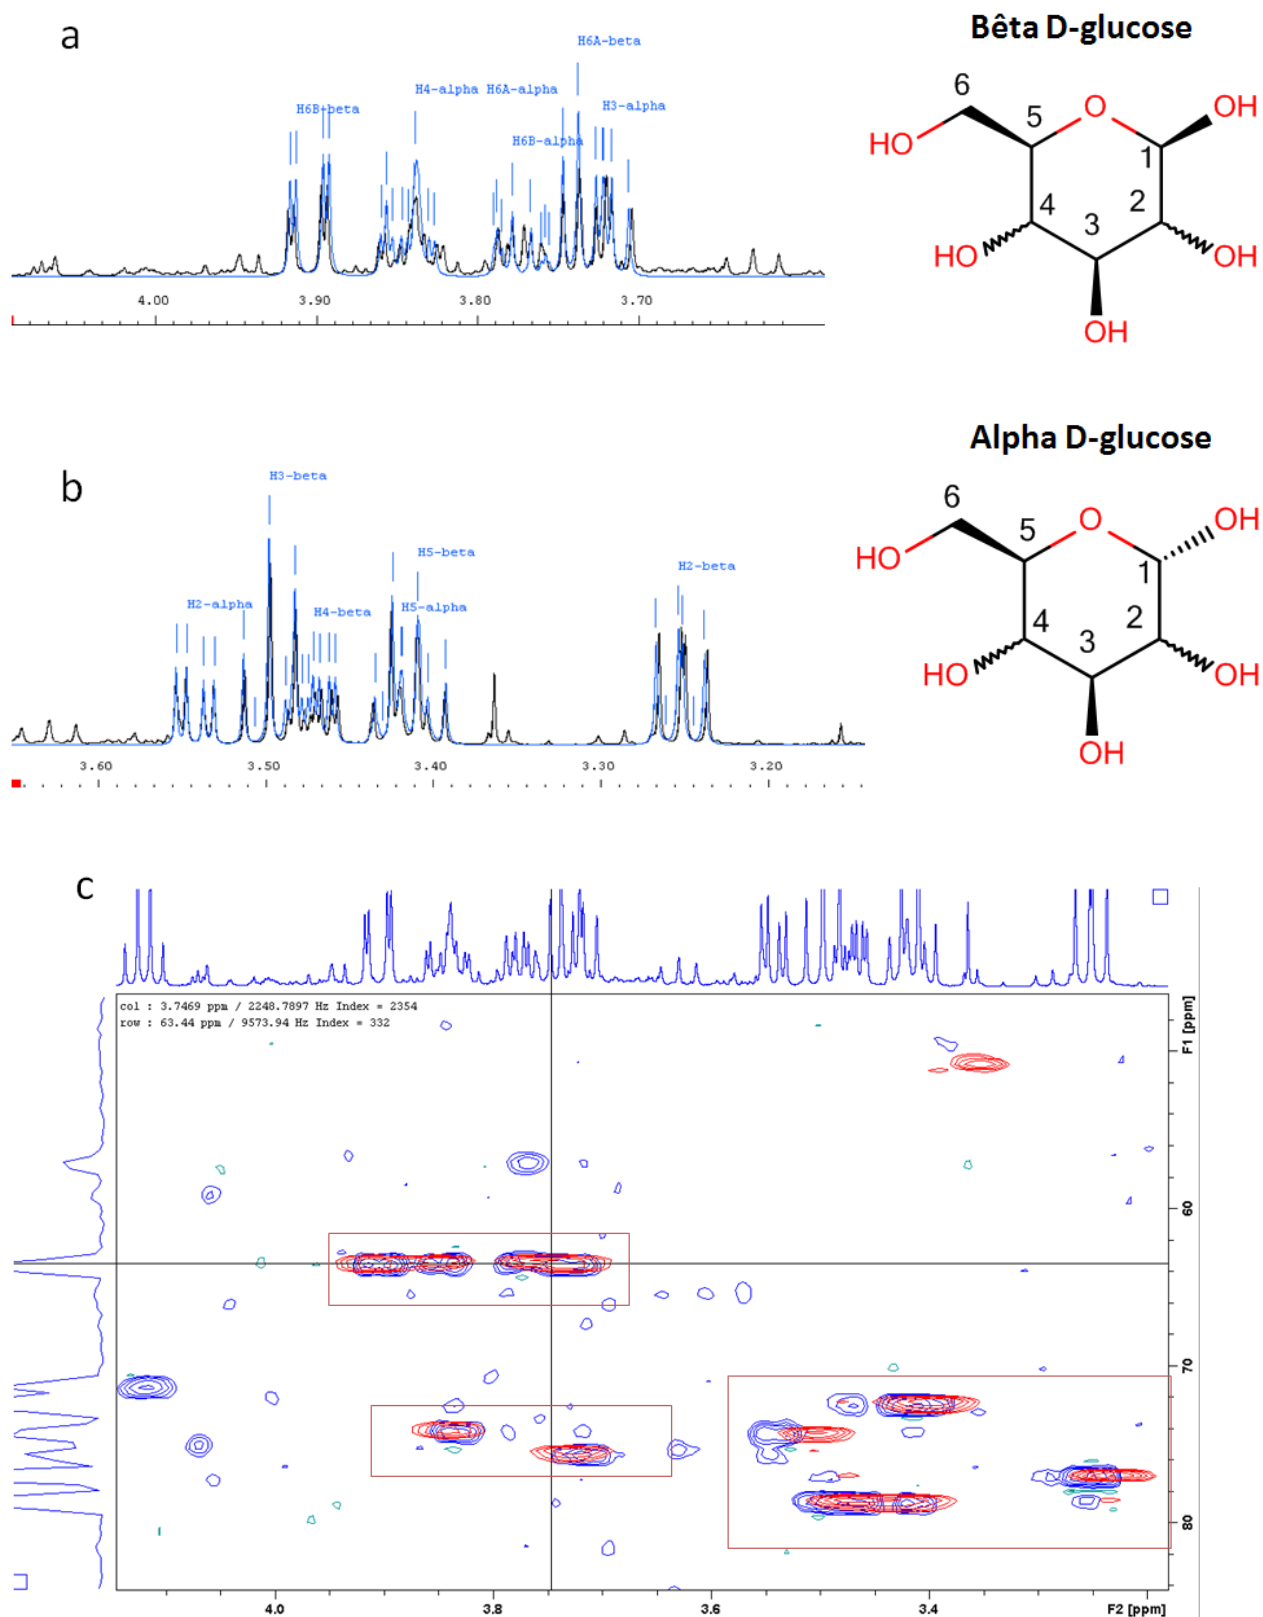 a
H6A-beta
H6B-beta
H4-alpha H6A-alpha
H3-alpha
H6B-alpha
4.00 3.90 3.80 3.70
Bêta D-glucose
6
5 O OH
HO
1
4 3 2
HO OH
OH
b
H3-beta
H5-beta
H2-beta
H2-alpha H4-beta H5-alpha
3.60 3.50 3.40 3.30 3.20
Alpha D-glucose
6
5 O OH
HO
1
4 3 2
HO OH
OH
c
col : 3.7469 ppm / 2248.7897 Hz Index = 2354
row : 63.44 ppm / 9573.94 Hz Index = 332
F1 [ppm]
60
70
80
4.0 3.8 3.6 3.4 F2 [ppm]